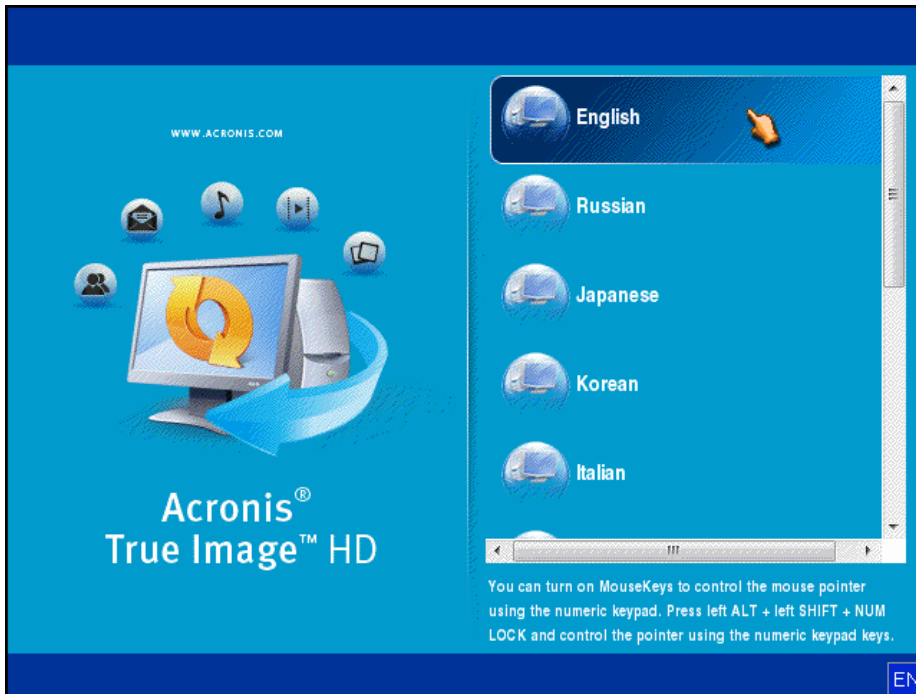 WWW.ACRONIS.COM
Acronis®
True Image™ HD
English
Russian
Japanese
Korean
Italian
You can turn on MouseKeys to control the mouse pointer
using the numeric keypad. Press left ALT + left SHIFT + NUM
LOCK and control the pointer using the numeric keypad keys.
EN